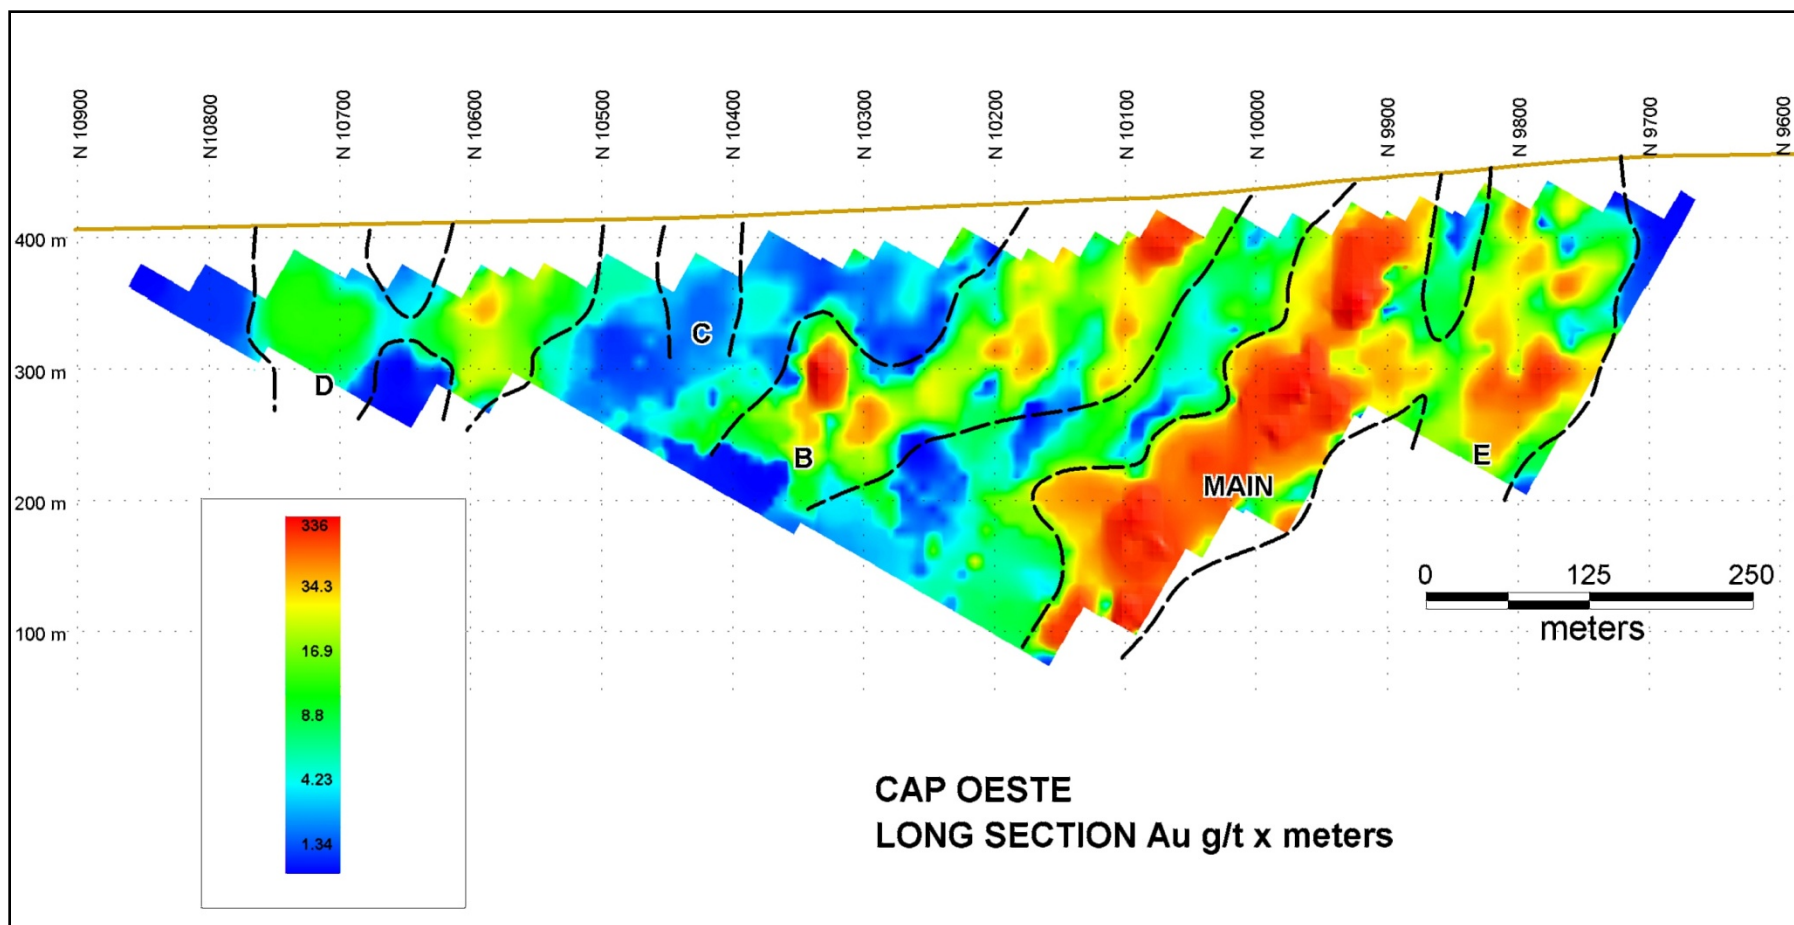 N 10900
N 10800
N 10700
N 10600
N 10500
N 10400
N 10300
N 10200
N 10100
N 10000
N 9900
N 9800
N 9700
N 9600
400 m
300 m
200 m
100 m
C
D
B
E
MAIN
336
34.3
16.9
8.8
4.23
1.34
0 125 250
meters
CAP OESTE
LONG SECTION Au g/t x meters